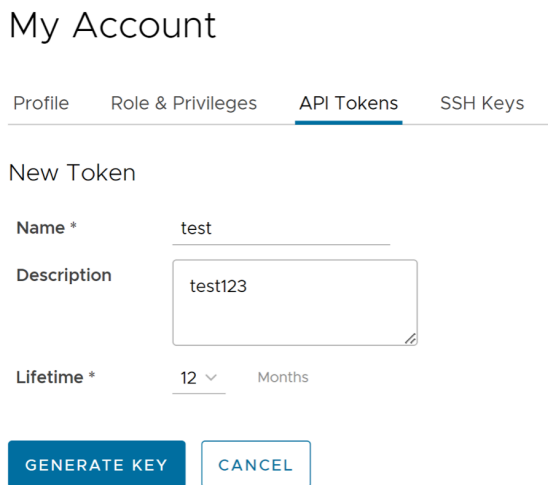 My Account
Profile Role & Privileges API Tokens SSH Keys
New Token
Name * test
Description test123
Lifetime * 12 Months
GENERATE KEY CANCEL